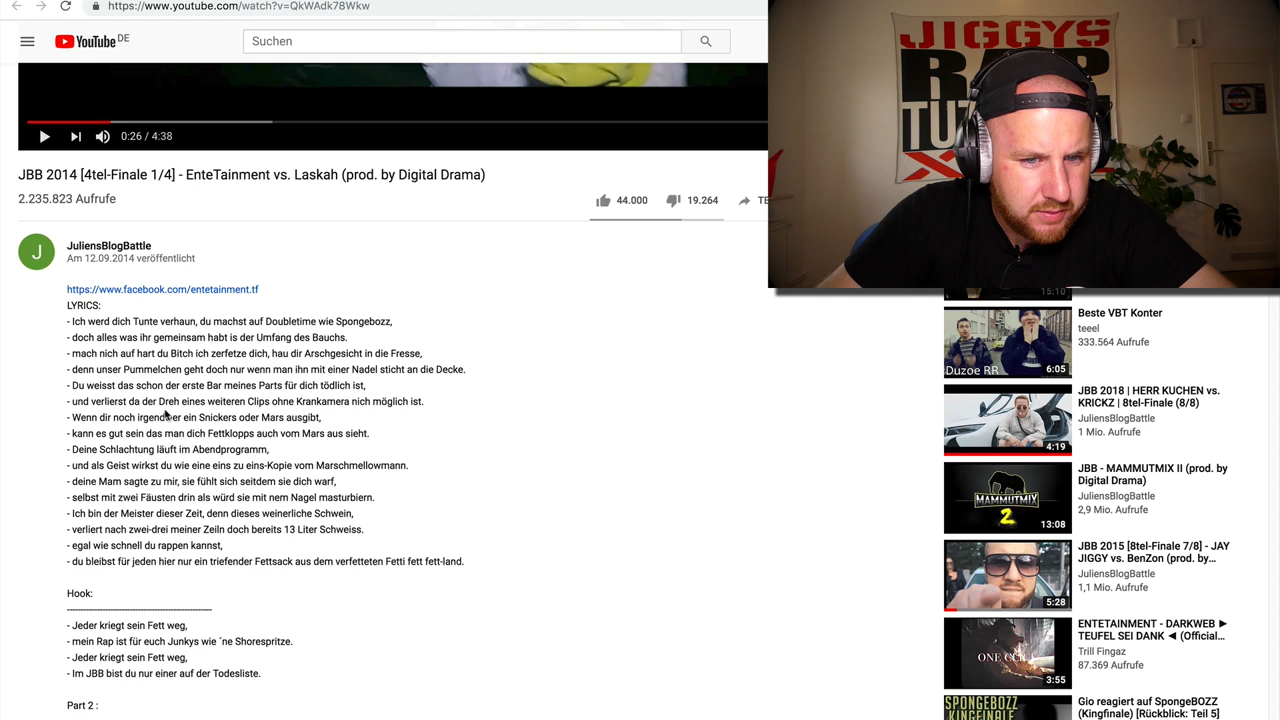 https://www.youtube.com/watch?v=QkWAdk78Wkw
YouTube DE
Suchen
0:26 / 4:38
JBB 2014 [4tel-Finale 1/4] - EnteTainment vs. Laskah (prod. by Digital Drama)
2.235.823 Aufrufe
44.000
19.264
TE
J
JuliensBlogBattle
Am 12.09.2014 veröffentlicht
https://www.facebook.com/entetainment.tf
LYRICS:
- Ich werd dich Tunte verhaun, du machst auf Doubletime wie Spongebozz,
- doch alles was ihr gemeinsam habt is der Umfang des Bauchs.
- mach nich auf hart du Bitch ich zerfetze dich, hau dir Arschgesicht in die Fresse,
- denn unser Pummelchen geht doch nur wenn man ihn mit einer Nadel sticht an die Decke.
- Du weisst das schon der erste Bar meines Parts für dich tödlich ist,
- und verlierst da der Dreh eines weiteren Clips ohne Krankamera nich möglich ist.
- Wenn dir noch irgendwer ein Snickers oder Mars ausgibt,
- kann es gut sein das man dich Fettklopps auch vom Mars aus sieht.
- Deine Schlachtung läuft im Abendprogramm,
- und als Geist wirkst du wie eine eins zu eins-Kopie vom Marschmellowmann.
- deine Mam sagte zu mir, sie fühlt sich seitdem sie dich warf,
- selbst mit zwei Fäusten drin als würd sie mit nem Nagel masturbiern.
- Ich bin der Meister dieser Zeit, denn dieses weinerliche Schwein,
- verliert nach zwei-drei meiner Zeiln doch bereits 13 Liter Schweiss.
- egal wie schnell du rappen kannst,
- du bleibst für jeden hier nur ein triefender Fettsack aus dem verfetteten Fetti fett fett-land.
Hook:
--------------------------------------------------
- Jeder kriegt sein Fett weg,
- mein Rap ist für euch Junkys wie ´ne Shorespritze.
- Jeder kriegt sein Fett weg,
- Im JBB bist du nur einer auf der Todesliste.
Part 2 :
JIGGYS
RAP
TUT
15:10
Duzoe RR
6:05
Beste VBT Konter
teeel
333.564 Aufrufe
4:19
JBB 2018 | HERR KUCHEN vs.
KRICKZ | 8tel-Finale (8/8)
JuliensBlogBattle
1 Mio. Aufrufe
MAMMUTMIX
2
13:08
JBB - MAMMUTMIX II (prod. by
Digital Drama)
JuliensBlogBattle
2,9 Mio. Aufrufe
5:28
JBB 2015 [8tel-Finale 7/8] - JAY
JIGGY vs. BenZon (prod. by…
JuliensBlogBattle
1,1 Mio. Aufrufe
3:55
ENTETAINMENT - DARKWEB ►
TEUFEL SEI DANK ◄ (Official…
Trill Fingaz
87.369 Aufrufe
SPONGEBOZZ
KINGFINALE
Gio reagiert auf SpongeBOZZ
(Kingfinale) [Rückblick: Teil 5]